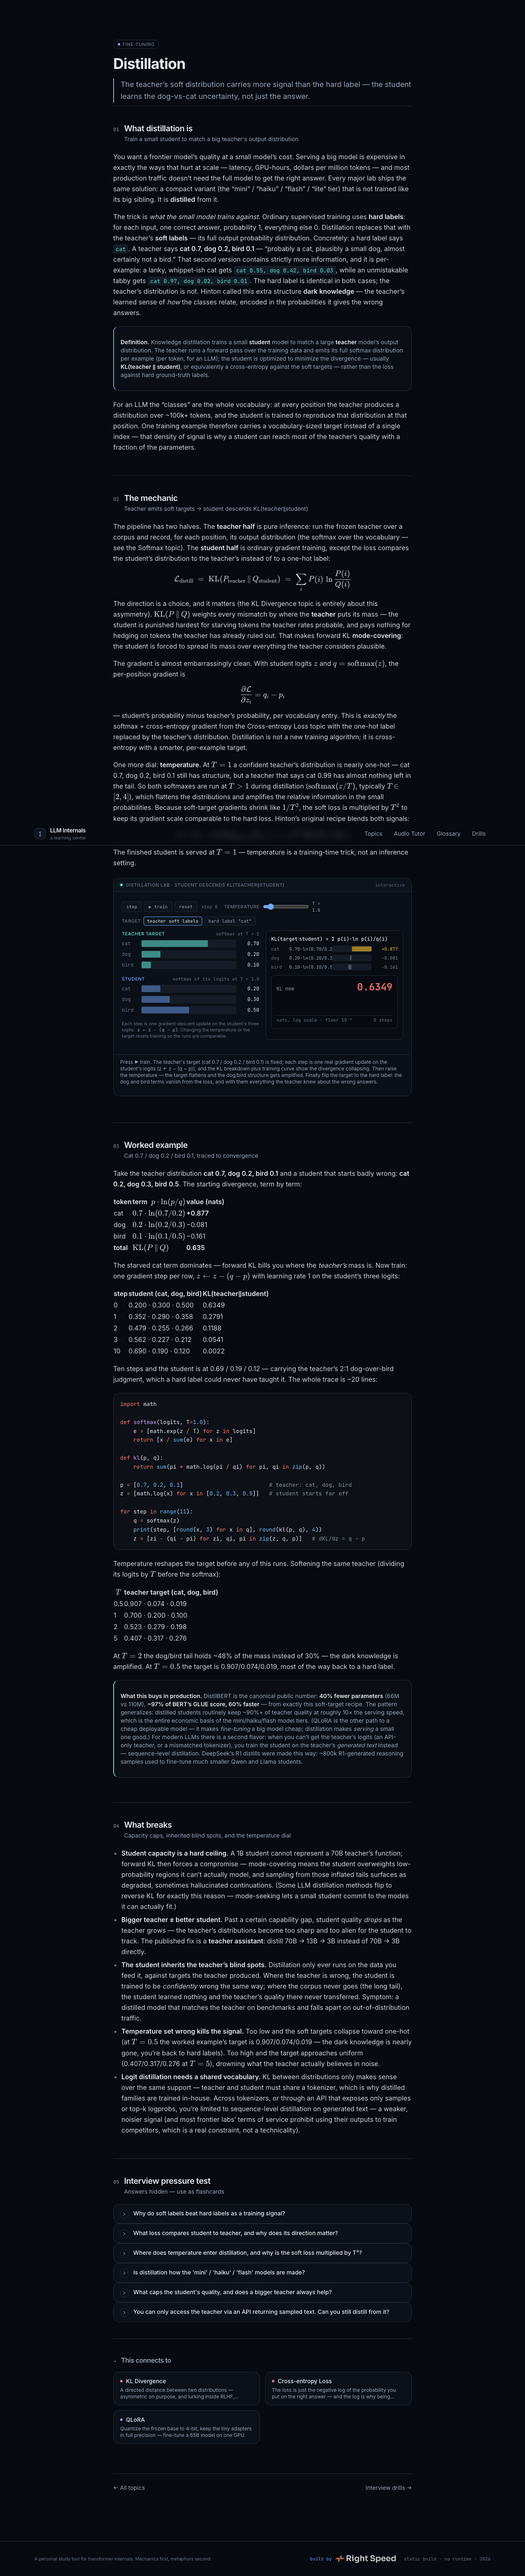 FINE-TUNING
Distillation
The teacher's soft distribution carries more signal than the hard label — the student
learns the dog-vs-cat uncertainty, not just the answer.
01 What distillation is
Train a small student to match a big teacher's output distribution
You want a frontier model's quality at a small model's cost. Serving a big model is expensive in
exactly the ways that hurt at scale — latency, GPU-hours, dollars per million tokens — and most
production traffic doesn't need the full model to get the right answer. Every major lab ships the
same solution: a compact variant (the "mini" / "haiku" / "flash" / "lite" tier) that is not trained like
its big sibling. It is distilled from it.
The trick is what the small model trains against. Ordinary supervised training uses hard labels:
for each input, one correct answer, probability 1, everything else 0. Distillation replaces that with
the teacher's soft labels — its full probability distribution. Concretely: a hard label says
cat. A teacher says cat 0.7, dog 0.2, bird 0.1 — "probably a cat, plausibly a small dog, almost
certainly not a bird." That second version contains strictly more information, and it is per-
example: a lanky, whippet-ish cat gets cat 0.55, dog 0.42, bird 0.03, while an unmistakable
tabby gets cat 0.97, dog 0.02, bird 0.01. The hard label is identical in both cases; the
teacher's distribution is not. Hinton called this extra structure dark knowledge — the teacher's
learned sense of how the classes relate, encoded in the probabilities it gives the wrong
answers.
Definition. Knowledge distillation trains a small student model to match a large teacher model's output
distribution. The teacher runs a forward pass over the training data and emits its full softmax distribution
per example (per token, for an LLM); the student is optimized to minimize the divergence — usually
KL(teacher ‖ student), or equivalently a cross-entropy against the soft targets — rather than the loss
against hard ground-truth labels.
For an LLM the "classes" are the whole vocabulary: at every position the teacher produces a
distribution over ~100k+ tokens, and the student is trained to reproduce that distribution at that
position. One training example therefore carries a vocabulary-sized target instead of a single
index — that density of signal is why a student can reach most of the teacher's quality with a
fraction of the parameters.
02 The mechanic
Teacher emits soft targets → student descends KL(teacher‖student)
The pipeline has two halves. The teacher half is pure inference: run the frozen teacher over a
corpus and record, for each position, its output distribution (the softmax over the vocabulary —
see the Softmax topic). The student half is ordinary gradient training, except the loss compares
the student's distribution to the teacher's instead of to a one-hot label:
ℒ_distill = KL(P_teacher ‖ Q_student) = ∑_i P(i) ln P(i)/Q(i)
The direction is a choice, and it matters (the KL Divergence topic is entirely about this
asymmetry). KL(P ‖ Q) weights every mismatch by where the teacher puts its mass — the
student is punished hardest for starving tokens the teacher rates probable, and pays nothing for
hedging on tokens the teacher has already ruled out. That makes forward KL mode-covering:
the student is forced to spread its mass over everything the teacher considers plausible.
The gradient is almost embarrassingly clean. With student logits z and q = softmax(z), the
per-position gradient is
∂ℒ/∂z_i = q_i − p_i
— student's probability minus teacher's probability, per vocabulary entry. This is exactly the
softmax + cross-entropy gradient from the Cross-entropy Loss topic with the one-hot label
replaced by the teacher's distribution. Distillation is not a new training algorithm; it is cross-
entropy with a smarter, per-example target.
One more dial: temperature. At T = 1 a confident teacher's distribution is nearly one-hot — cat
0.7, dog 0.2, bird 0.1 still has structure, but a teacher that says cat 0.99 has almost nothing left in
the tail. So both softmaxes are run at T > 1 during distillation (softmax(z/T), typically T ∈
[2, 4]), which flattens the distributions and amplifies the relative information in the small
probabilities. Because soft-target gradients shrink like 1/T², the soft loss is multiplied by T² to
keep its gradient scale comparable to the hard loss. Hinton's original recipe blends both signals:
LLM Internals
a learning center
Topics Audio Tutor Glossary Drills
The finished student is served at T = 1 — temperature is a training-time trick, not an inference
setting.
DISTILLATION LAB · STUDENT DESCENDS KL(TEACHER‖STUDENT) interactive
step ▶ train reset step 0 TEMPERATURE T = 1.0
TARGET teacher soft labels hard label "cat"
TEACHER TARGET softmax at T = 1
cat 0.70
dog 0.20
bird 0.10
STUDENT softmax of its logits at T = 1.0
cat 0.20
dog 0.30
bird 0.50
Each step is one gradient-descent update on the student's three
logits: z ← z − (q − p). Changing the temperature or the
target resets training so the runs are comparable.
KL(target‖student) = Σ p(i)·ln p(i)/q(i)
cat 0.70·ln(0.70/0.2 +0.877
dog 0.20·ln(0.20/0.3 -0.081
bird 0.10·ln(0.10/0.5 -0.161
KL now 0.6349
nats, log scale · floor 10⁻⁴ 0 steps
Press ▶ train. The teacher's target (cat 0.7 / dog 0.2 / bird 0.1) is fixed; each step is one real gradient update on the
student's logits (z ← z − (q − p)), and the KL breakdown plus training curve show the divergence collapsing. Then raise
the temperature — the target flattens and the dog/bird structure gets amplified. Finally flip the target to the hard label: the
dog and bird terms vanish from the loss, and with them everything the teacher knew about the wrong answers.
03 Worked example
Cat 0.7 / dog 0.2 / bird 0.1, traced to convergence
Take the teacher distribution cat 0.7, dog 0.2, bird 0.1 and a student that starts badly wrong: cat
0.2, dog 0.3, bird 0.5. The starting divergence, term by term:
token term p · ln(p/q) value (nats)
cat 0.7 · ln(0.7/0.2) +0.877
dog 0.2 · ln(0.2/0.3) −0.081
bird 0.1 · ln(0.1/0.5) −0.161
total KL(P ‖ Q) 0.635
The starved cat term dominates — forward KL bills you where the teacher's mass is. Now train:
one gradient step per row, z ← z − (q − p) with learning rate 1 on the student's three logits:
step student (cat, dog, bird) KL(teacher‖student)
0 0.200 · 0.300 · 0.500 0.6349
1 0.352 · 0.290 · 0.358 0.2791
2 0.479 · 0.255 · 0.266 0.1188
3 0.562 · 0.227 · 0.212 0.0541
10 0.690 · 0.190 · 0.120 0.0022
Ten steps and the student is at 0.69 / 0.19 / 0.12 — carrying the teacher's 2:1 dog-over-bird
judgment, which a hard label could never have taught it. The whole trace is ~20 lines:
import math
def softmax(logits, T=1.0):
e = [math.exp(z / T) for z in logits]
return [x / sum(e) for x in e]
def kl(p, q):
return sum(pi * math.log(pi / qi) for pi, qi in zip(p, q))
p = [0.7, 0.2, 0.1] # teacher: cat, dog, bird
z = [math.log(x) for x in [0.2, 0.3, 0.5]] # student starts far off
for step in range(11):
q = softmax(z)
print(step, [round(x, 3) for x in q], round(kl(p, q), 4))
z = [zi - (qi - pi) for zi, qi, pi in zip(z, q, p)] # dKL/dz = q − p
Temperature reshapes the target before any of this runs. Softening the same teacher (dividing
its logits by T before the softmax):
T teacher target (cat, dog, bird)
0.5 0.907 · 0.074 · 0.019
1 0.700 · 0.200 · 0.100
2 0.523 · 0.279 · 0.198
5 0.407 · 0.317 · 0.276
At T = 2 the dog/bird tail holds ~48% of the mass instead of 30% — the dark knowledge is
amplified. At T = 0.5 the target is 0.907/0.074/0.019, most of the way back to a hard label.
What this buys in production. DistilBERT is the canonical public number: 40% fewer parameters (66M
vs 110M), ~97% of BERT's GLUE score, 60% faster — from exactly this soft-target recipe. The pattern
generalizes: distilled students routinely keep ~90%+ of teacher quality at roughly 10× the serving speed,
which is the entire economic basis of the mini/haiku/flash model tiers. (QLoRA is the other path to a
cheap deployable model — it makes fine-tuning a big model cheap; distillation makes serving a small
one good.) For modern LLMs there is a second flavor: when you can't get the teacher's logits (an API-
only teacher, or a mismatched tokenizer), you train the student on the teacher's generated text instead
— sequence-level distillation. DeepSeek's R1 distills were made this way: ~800k R1-generated reasoning
samples used to fine-tune much smaller Qwen and Llama students.
04 What breaks
Capacity caps, inherited blind spots, and the temperature dial
• Student capacity is a hard ceiling. A 1B student cannot represent a 70B teacher's function;
forward KL then forces a compromise — mode-covering means the student overweights low-
probability regions it can't actually model, and sampling from those inflated tails surfaces as
degraded, sometimes hallucinated continuations. (Some LLM distillation methods flip to
reverse KL for exactly this reason — mode-seeking lets a small student commit to the modes
it can actually fit.)
• Bigger teacher ≠ better student. Past a certain capability gap, student quality drops as the
teacher grows — the teacher's distributions become too sharp and too alien for the student to
track. The published fix is a teacher assistant: distill 70B → 13B → 3B instead of 70B → 3B
directly.
• The student inherits the teacher's blind spots. Distillation only ever runs on the data you
feed it, against targets the teacher produced. Where the teacher is wrong, the student is
trained to be confidently wrong the same way; where the corpus never goes (the long tail),
the student learned nothing and the teacher's quality there never transferred. Symptom: a
distilled model that matches the teacher on benchmarks and falls apart on out-of-distribution
traffic.
• Temperature set wrong kills the signal. Too low and the soft targets collapse toward one-hot
(at T = 0.5 the worked example's target is 0.907/0.074/0.019 — the dark knowledge is nearly
gone, you're back to hard labels). Too high and the target approaches uniform
(0.407/0.317/0.276 at T = 5), drowning what the teacher actually believes in noise.
• Logit distillation needs a shared vocabulary. KL between distributions only makes sense
over the same support — teacher and student must share a tokenizer, which is why distilled
families are trained in-house. Across tokenizers, or through an API that exposes only samples
or top-k logprobs, you're limited to sequence-level distillation on generated text — a weaker,
noisier signal (and most frontier labs' terms of service prohibit using their outputs to train
competitors, which is a real constraint, not a technicality).
05 Interview pressure test
Answers hidden — use as flashcards
Why do soft labels beat hard labels as a training signal?
What loss compares student to teacher, and why does its direction matter?
Where does temperature enter distillation, and why is the soft loss multiplied by T²?
Is distillation how the 'mini' / 'haiku' / 'flash' models are made?
What caps the student's quality, and does a bigger teacher always help?
You can only access the teacher via an API returning sampled text. Can you still distill from it?
This connects to
KL Divergence
A directed distance between two distributions —
asymmetric on purpose, and lurking inside RLHF,…
Cross-entropy Loss
The loss is just the negative log of the probability you
put on the right answer — and the log is why being…
QLoRA
Quantize the frozen base to 4-bit, keep the tiny adapters
in full precision — fine-tune a 65B model on one GPU.
← All topics Interview drills →
A personal study tool for transformer internals. Mechanics first, metaphors second.
built by Right Speed static build · no runtime · 2026